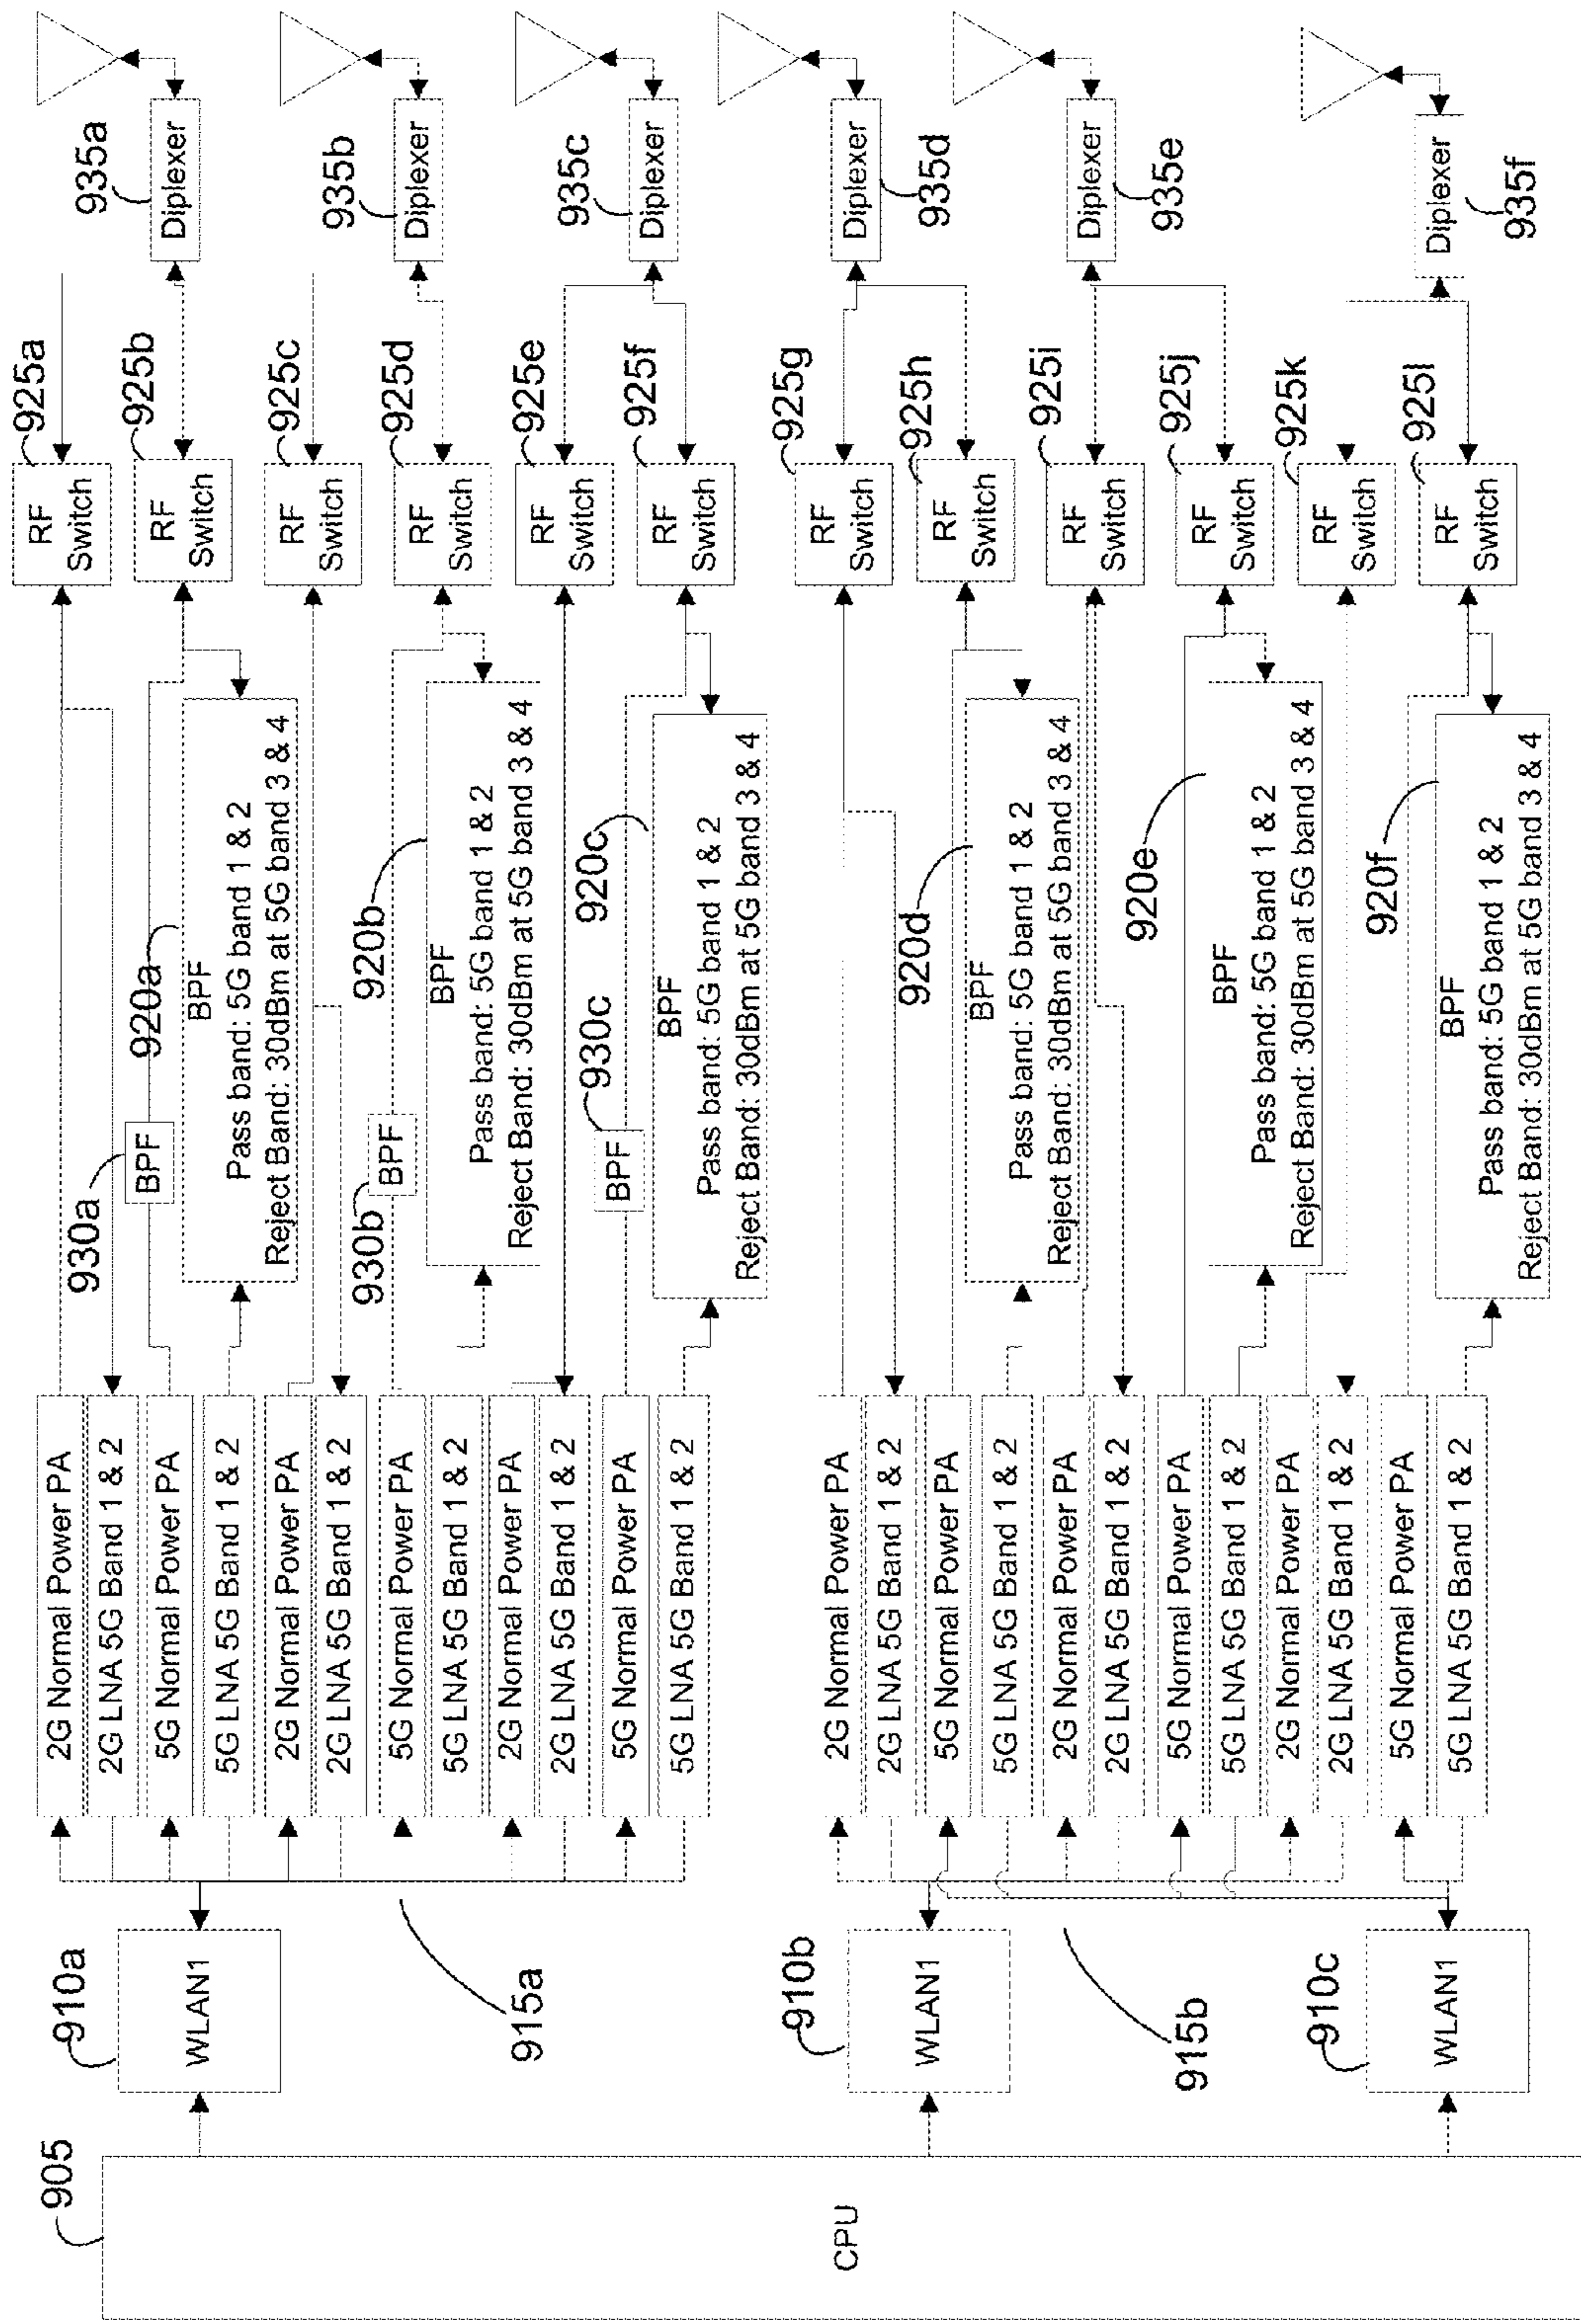 905
CPU
910a
WLAN1
915a
910b
WLAN1
915b
910c
WLAN1
2G Normal Power PA
2G LNA 5G Band 1 & 2
5G Normal Power PA
5G LNA 5G Band 1 & 2
2G Normal Power PA
2G LNA 5G Band 1 & 2
5G Normal Power PA
5G LNA 5G Band 1 & 2
2G Normal Power PA
2G LNA 5G Band 1 & 2
5G Normal Power PA
5G LNA 5G Band 1 & 2
2G Normal Power PA
2G LNA 5G Band 1 & 2
5G Normal Power PA
5G LNA 5G Band 1 & 2
2G Normal Power PA
2G LNA 5G Band 1 & 2
5G Normal Power PA
5G LNA 5G Band 1 & 2
2G Normal Power PA
2G LNA 5G Band 1 & 2
5G Normal Power PA
5G LNA 5G Band 1 & 2
930a
BPF
920a
BPF
Pass band: 5G band 1 & 2
Reject Band: 30dBm at 5G band 3 & 4
930b
BPF
920b
BPF
Pass band: 5G band 1 & 2
Reject Band: 30dBm at 5G band 3 & 4
930c
BPF
920c
BPF
Pass band: 5G band 1 & 2
Reject Band: 30dBm at 5G band 3 & 4
920d
BPF
Pass band: 5G band 1 & 2
Reject Band: 30dBm at 5G band 3 & 4
920e
BPF
Pass band: 5G band 1 & 2
Reject Band: 30dBm at 5G band 3 & 4
920f
BPF
Pass band: 5G band 1 & 2
Reject Band: 30dBm at 5G band 3 & 4
925a
RF
Switch
925b
RF
Switch
925c
RF
Switch
925d
RF
Switch
925e
RF
Switch
925f
RF
Switch
925g
RF
Switch
925h
RF
Switch
925i
RF
Switch
925j
RF
Switch
925k
RF
Switch
925l
RF
Switch
935a
Diplexer
935b
Diplexer
935c
Diplexer
Diplexer
935d
Diplexer
935e
Diplexer
935f